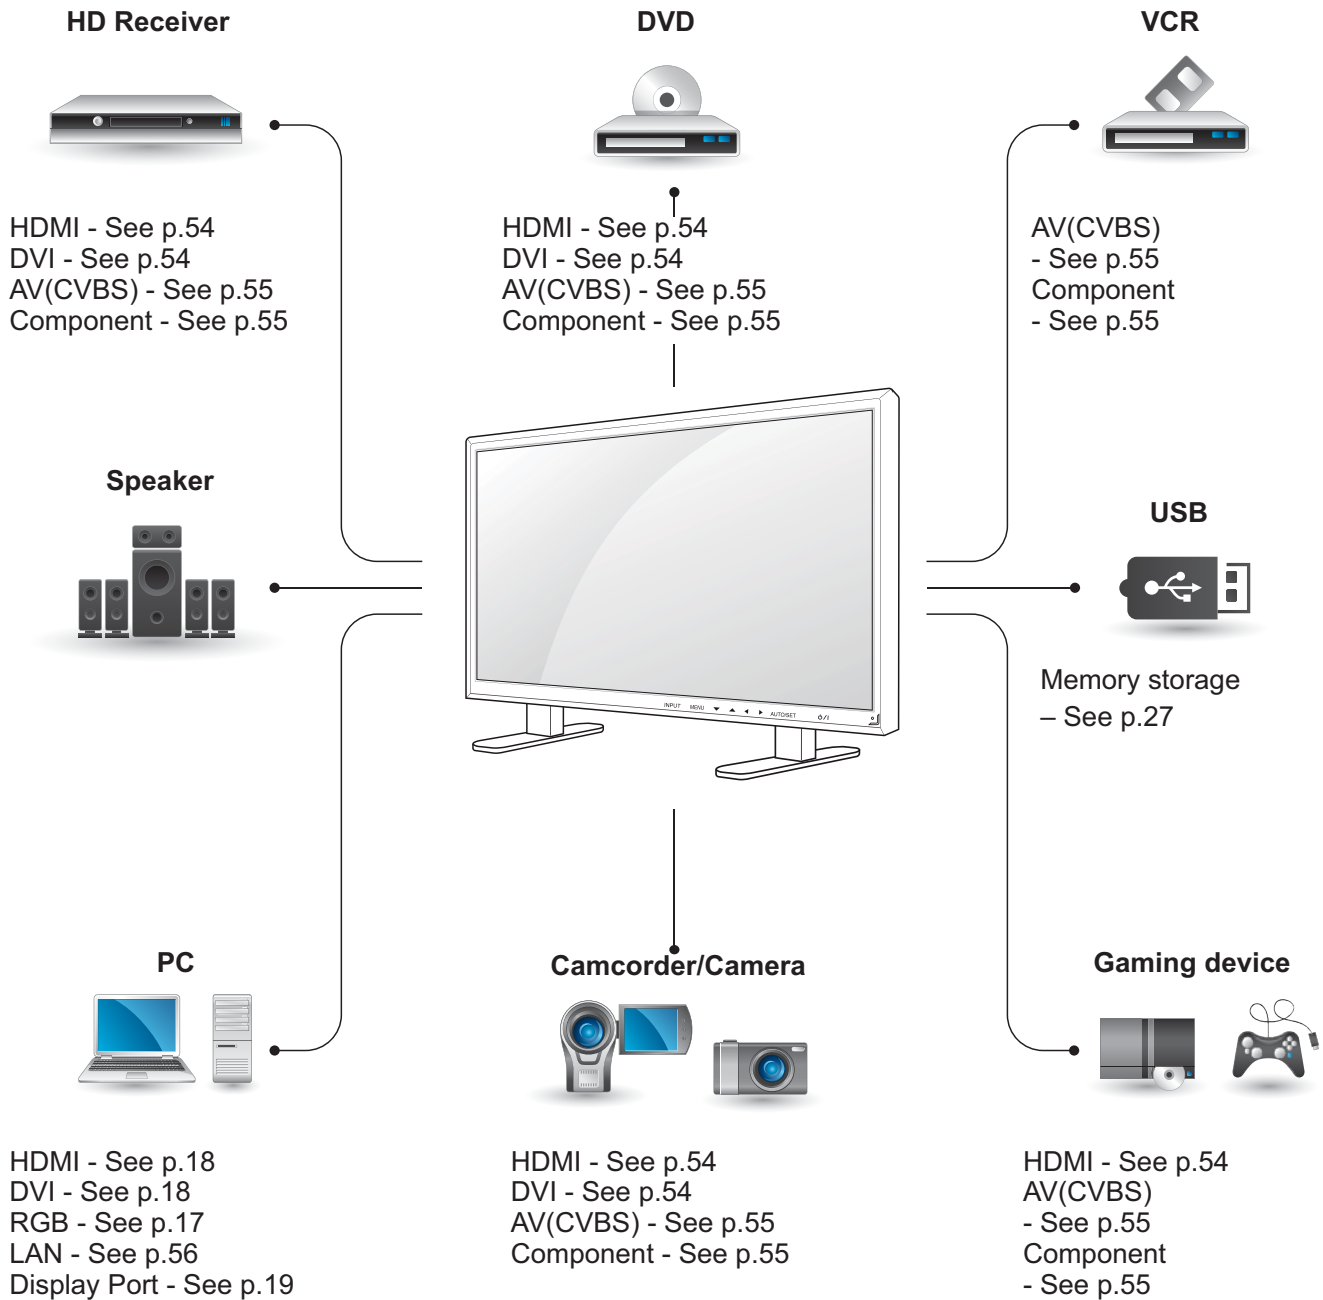 HD Receiver
HDMI - See p.54
DVI - See p.54
AV(CVBS) - See p.55
Component - See p.55
DVD
HDMI - See p.54
DVI - See p.54
AV(CVBS) - See p.55
Component - See p.55
VCR
AV(CVBS)
- See p.55
Component
- See p.55
Speaker
USB
Memory storage
– See p.27
INPUT MENU AUTO/SET
PC
HDMI - See p.18
DVI - See p.18
RGB - See p.17
LAN - See p.56
Display Port - See p.19
Camcorder/Camera
HDMI - See p.54
DVI - See p.54
AV(CVBS) - See p.55
Component - See p.55
Gaming device
HDMI - See p.54
AV(CVBS)
- See p.55
Component
- See p.55